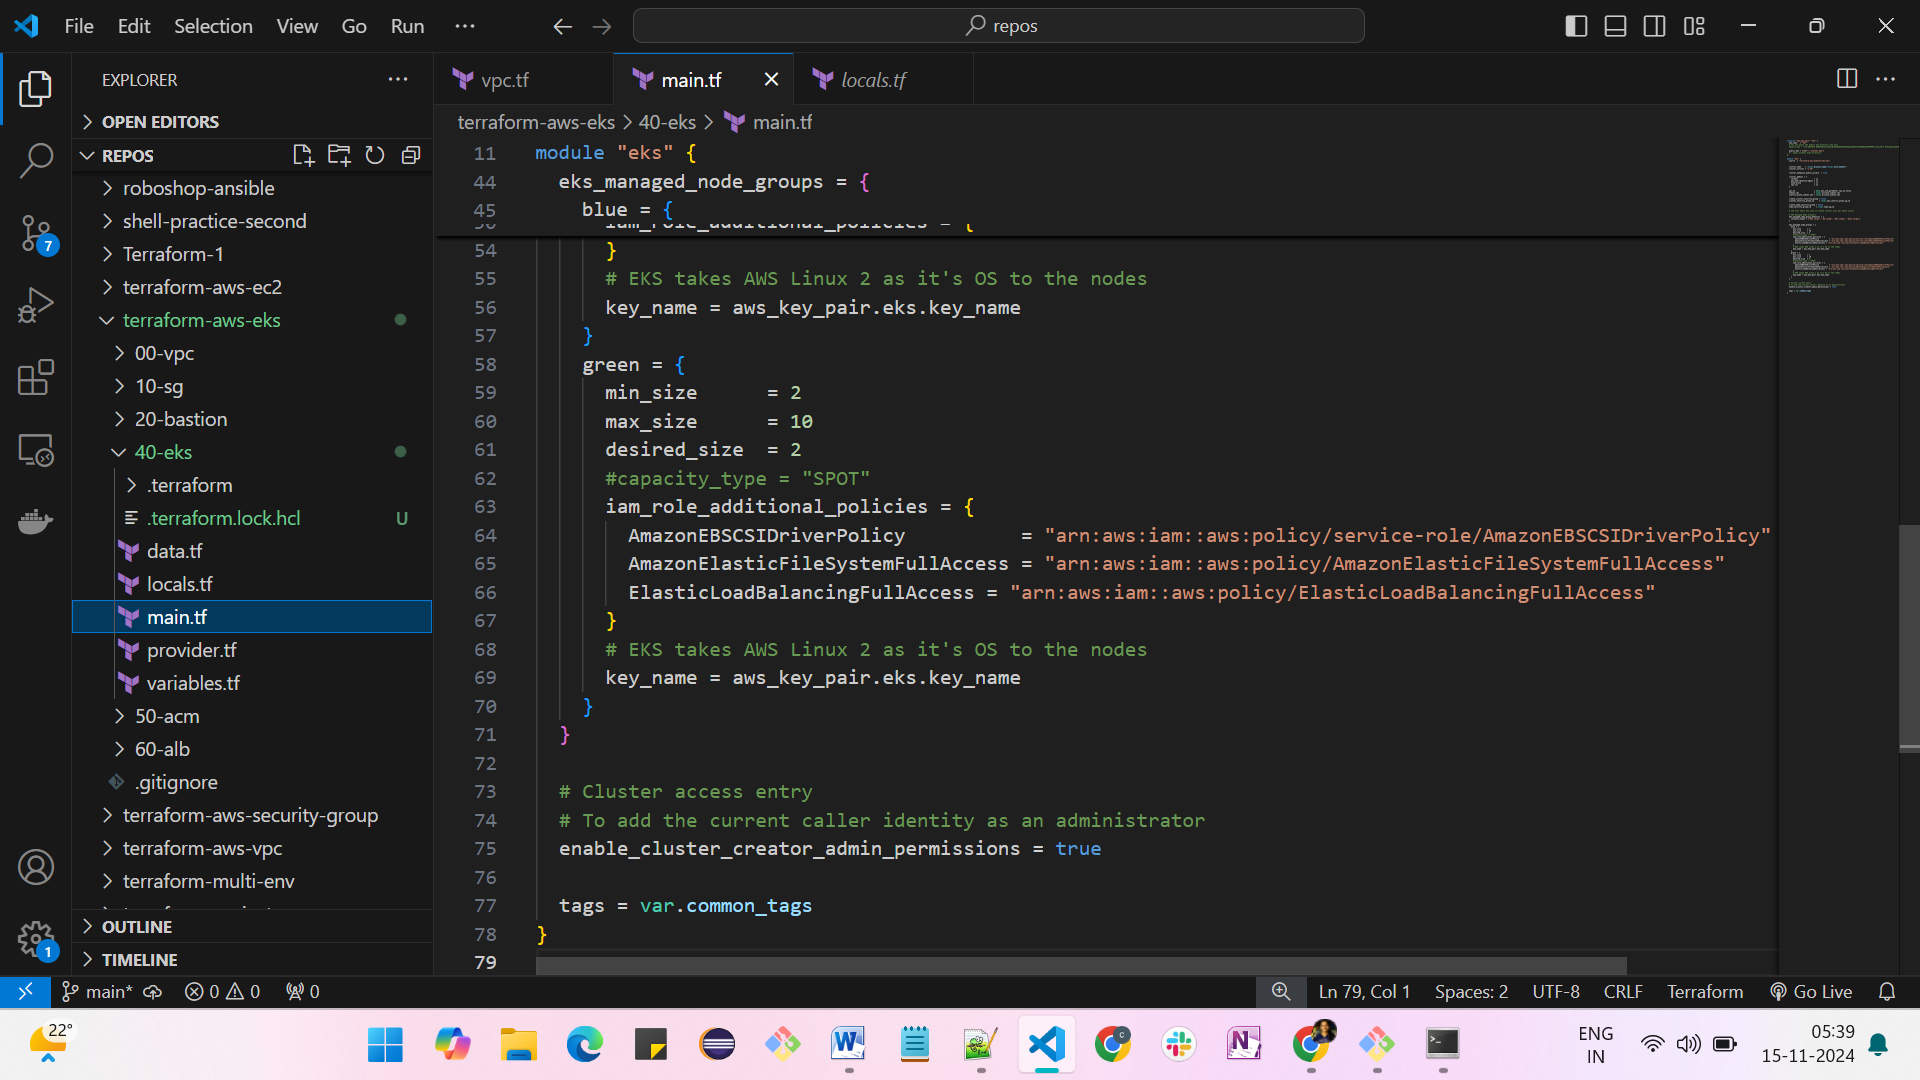 File Edit Selection View Go Run ···
repos
EXPLORER
OPEN EDITORS
REPOS
roboshop-ansible
shell-practice-second
Terraform-1
terraform-aws-ec2
terraform-aws-eks
00-vpc
10-sg
20-bastion
40-eks
.terraform
.terraform.lock.hcl U
data.tf
locals.tf
main.tf
provider.tf
variables.tf
50-acm
60-alb
.gitignore
terraform-aws-security-group
terraform-aws-vpc
terraform-multi-env
OUTLINE
TIMELINE
7
1
vpc.tf main.tf locals.tf
terraform-aws-eks > 40-eks > main.tf
11 module "eks" {
44 eks_managed_node_groups = {
45 blue = {
50 iam_role_additional_policies = {
54 }
55 # EKS takes AWS Linux 2 as it's OS to the nodes
56 key_name = aws_key_pair.eks.key_name
57 }
58 green = {
59 min_size = 2
60 max_size = 10
61 desired_size = 2
62 #capacity_type = "SPOT"
63 iam_role_additional_policies = {
64 AmazonEBSCSIDriverPolicy = "arn:aws:iam::aws:policy/service-role/AmazonEBSCSIDriverPolicy"
65 AmazonElasticFileSystemFullAccess = "arn:aws:iam::aws:policy/AmazonElasticFileSystemFullAccess"
66 ElasticLoadBalancingFullAccess = "arn:aws:iam::aws:policy/ElasticLoadBalancingFullAccess"
67 }
68 # EKS takes AWS Linux 2 as it's OS to the nodes
69 key_name = aws_key_pair.eks.key_name
70 }
71 }
72
73 # Cluster access entry
74 # To add the current caller identity as an administrator
75 enable_cluster_creator_admin_permissions = true
76
77 tags = var.common_tags
78 }
79
main* 0 0 0 Ln 79, Col 1 Spaces: 2 UTF-8 CRLF Terraform Go Live
22°
ENG
IN
05:39
15-11-2024